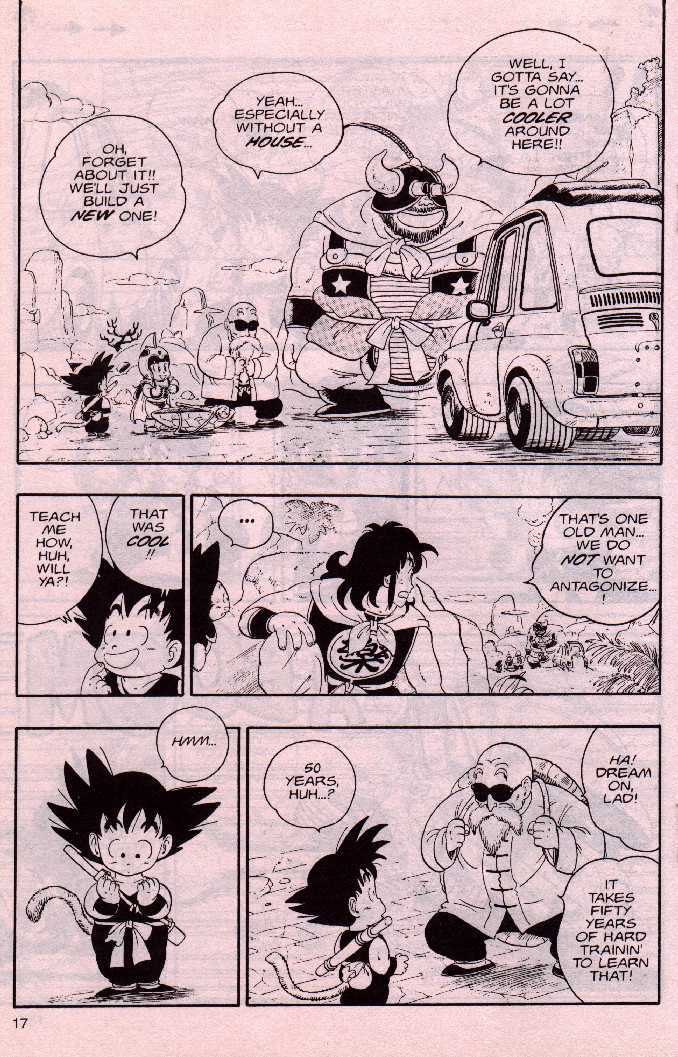 WELL, I
GOTTA SAY...
IT'S GONNA
BE A LOT
COOLER
AROUND
HERE!!
YEAH...
ESPECIALLY
WITHOUT A
HOUSE...
OH,
FORGET
ABOUT IT!!
WE'LL JUST
BUILD A
NEW ONE!
THAT'S ONE
OLD MAN...
WE DO
NOT WANT
TO
ANTAGONIZE...
!
...
楽
THAT
WAS
COOL
!!
TEACH
ME
HOW,
HUH,
WILL
YA?!
HA!
DREAM
ON,
LAD!
IT
TAKES
FIFTY
YEARS
OF HARD
TRAININ'
TO LEARN
THAT!
50
YEARS,
HUH...?
HMM...
17